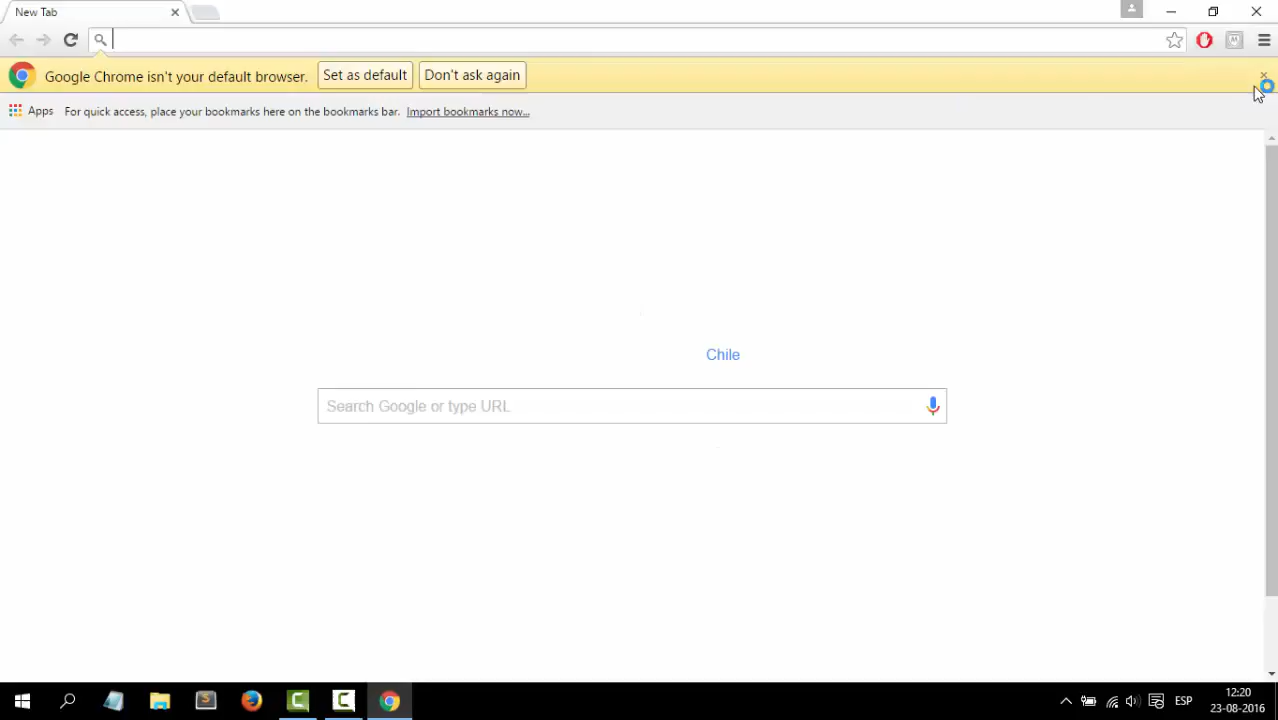 New Tab
Google Chrome isn't your default browser. Set as default Don't ask again
Apps For quick access, place your bookmarks here on the bookmarks bar. Import bookmarks now...
Chile
Search Google or type URL
ESP
12:20
23-08-2016